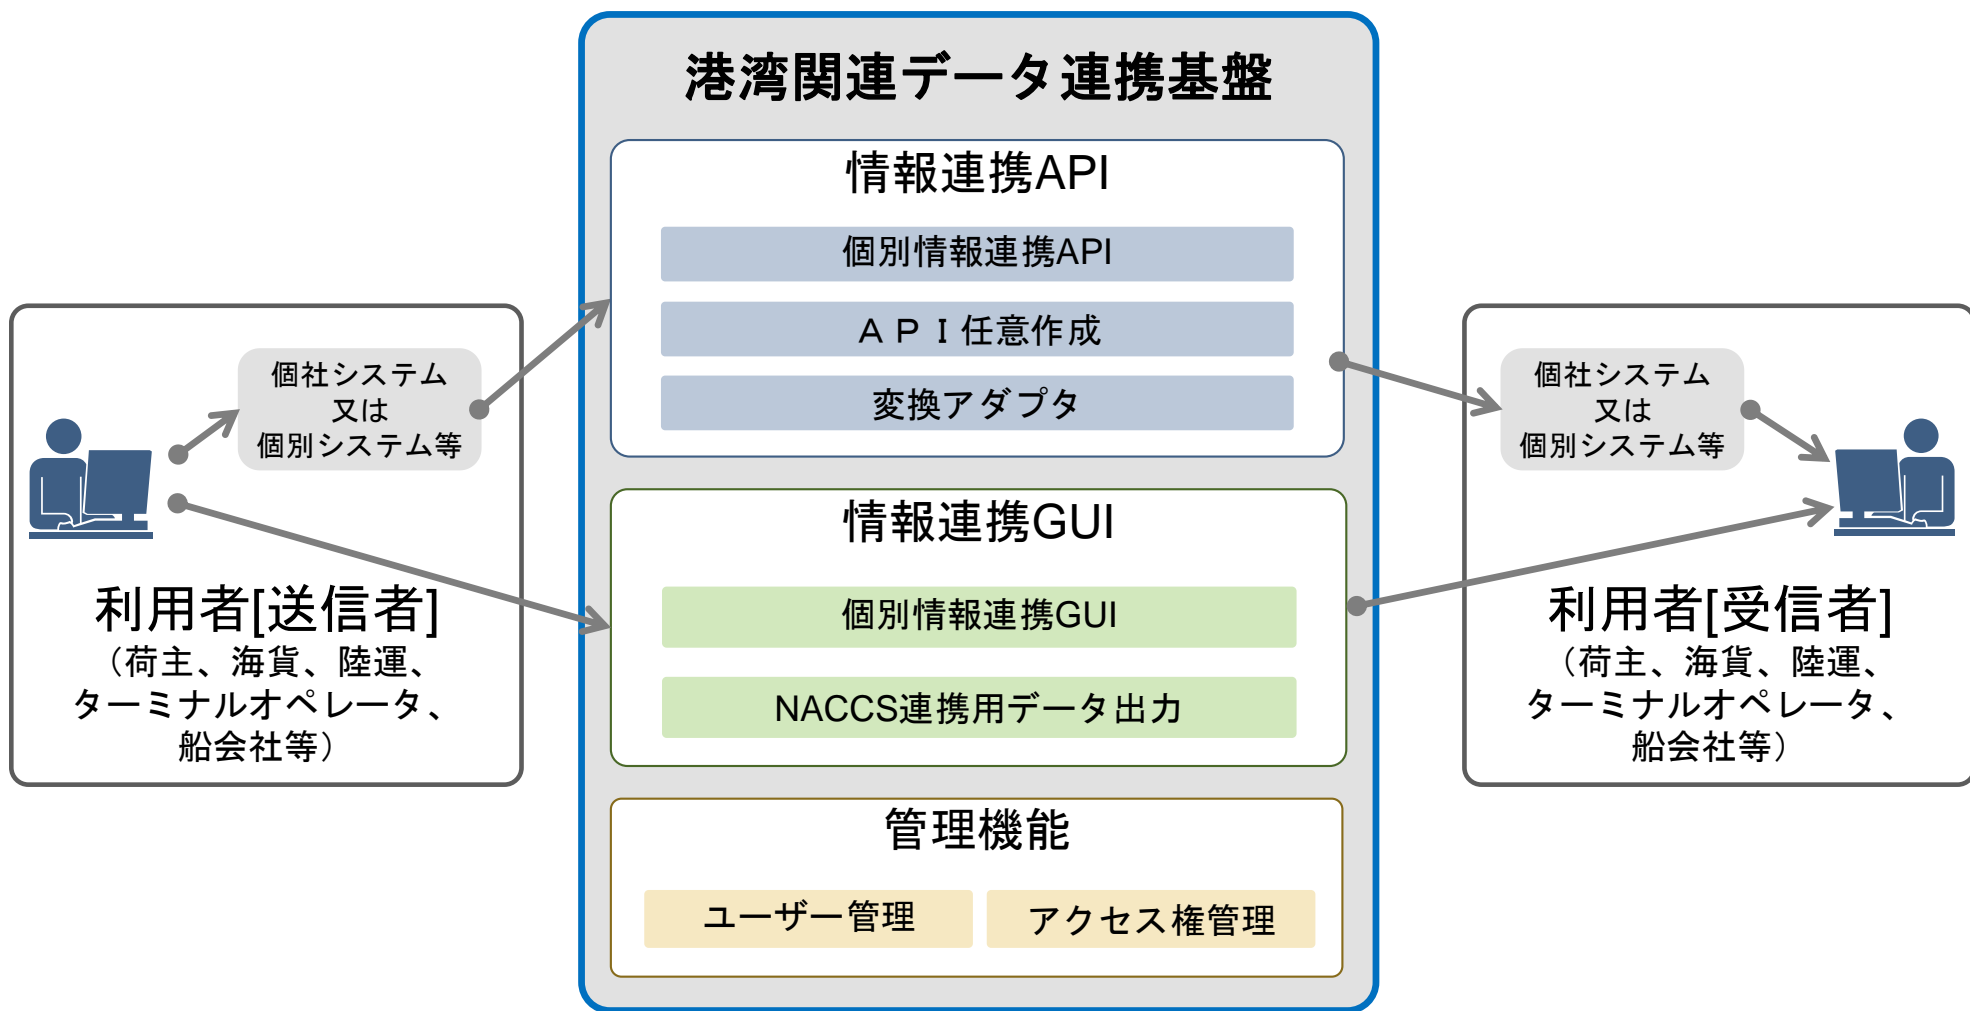 港湾関連データ連携基盤
情報連携API
個別情報連携API
ＡＰＩ任意作成
変換アダプタ
情報連携GUI
個別情報連携GUI
NACCS連携用データ出力
管理機能
ユーザー管理
アクセス権管理
個社システム
又は
個別システム等
利用者[送信者]
（荷主、海貨、陸運、
ターミナルオペレータ、
船会社等）
個社システム
又は
個別システム等
利用者[受信者]
（荷主、海貨、陸運、
ターミナルオペレータ、
船会社等）